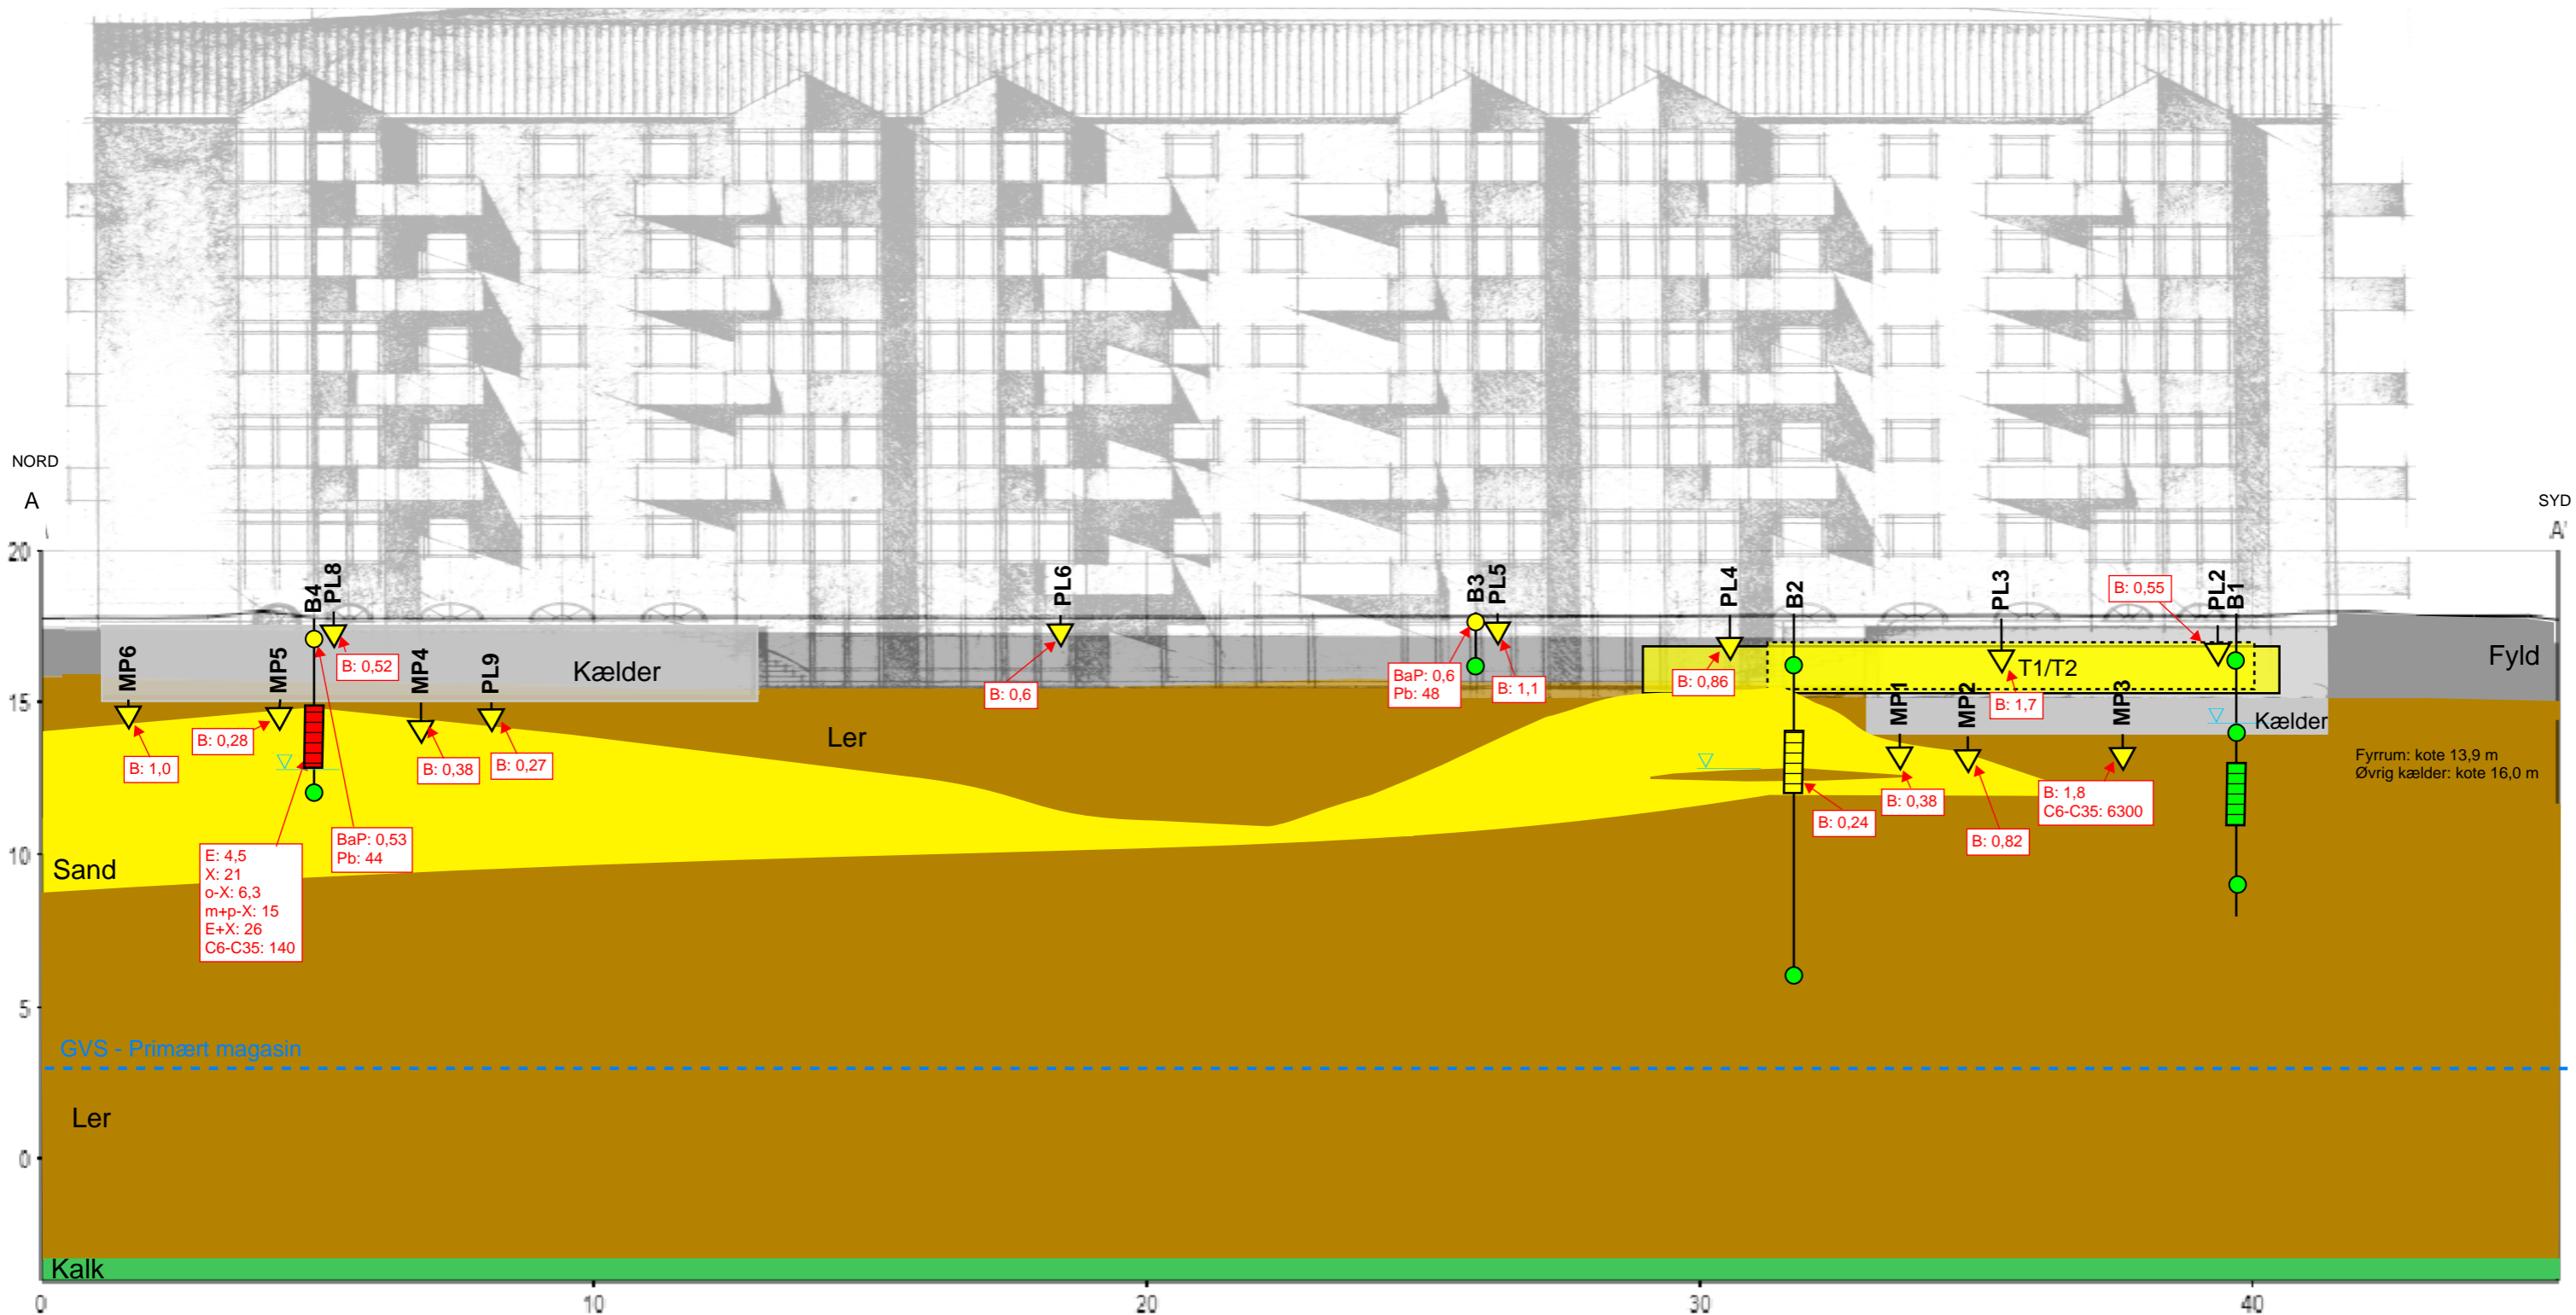 NORD
A
SYD
A'
20
15
10
5
0
0
10
20
30
40
B4
PL8
PL6
B3
PL5
PL4
B2
PL3
PL2
B1
MP6
MP5
MP4
PL9
MP1
MP2
MP3
B: 0,52
B: 0,55
Kælder
Fyld
T1/T2
B: 0,6
BaP: 0,6
Pb: 48
B: 1,1
B: 0,86
B: 1,7
Kælder
Ler
B: 0,28
B: 1,0
B: 0,38
B: 0,27
Fyrrum: kote 13,9 m
Øvrig kælder: kote 16,0 m
B: 0,38
B: 1,8
C6-C35: 6300
B: 0,24
B: 0,82
BaP: 0,53
Pb: 44
Sand
E: 4,5
X: 21
o-X: 6,3
m+p-X: 15
E+X: 26
C6-C35: 140
GVS - Primært magasin
Ler
Kalk